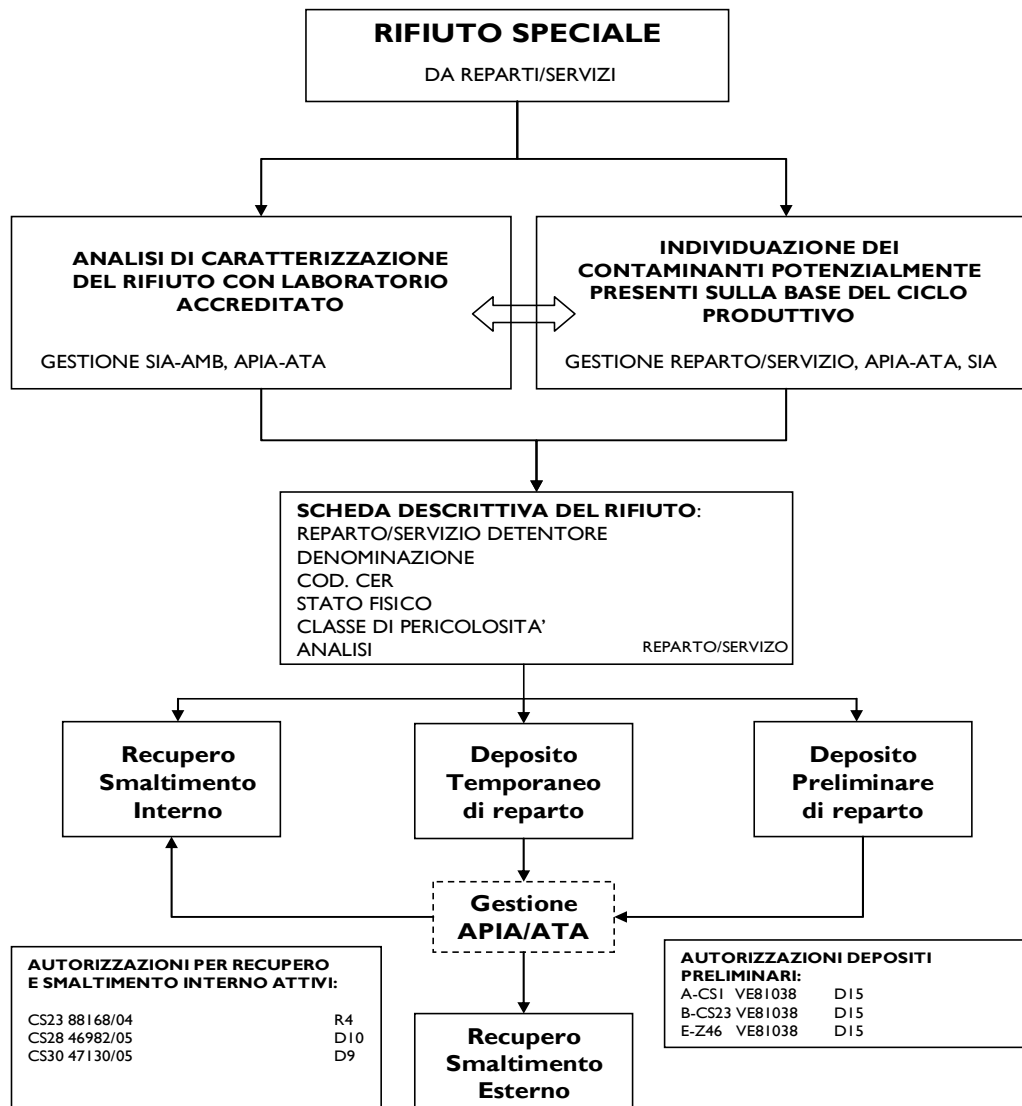 RIFIUTO SPECIALE
DA REPARTI/SERVIZI
ANALISI DI CARATTERIZZAZIONE
DEL RIFIUTO CON LABORATORIO
ACCREDITATO
GESTIONE SIA-AMB, APIA-ATA
INDIVIDUAZIONE DEI
CONTAMINANTI POTENZIALMENTE
PRESENTI SULLA BASE DEL CICLO
PRODUTTIVO
GESTIONE REPARTO/SERVIZIO, APIA-ATA, SIA
SCHEDA DESCRITTIVA DEL RIFIUTO:
REPARTO/SERVIZIO DETENTORE
DENOMINAZIONE
COD. CER
STATO FISICO
CLASSE DI PERICOLOSITA'
ANALISI REPARTO/SERVIZO
Recupero
Smaltimento
Interno
Deposito
Temporaneo
di reparto
Deposito
Preliminare
di reparto
Gestione
APIA/ATA
AUTORIZZAZIONI PER RECUPERO
E SMALTIMENTO INTERNO ATTIVI:
CS23 88168/04 R4
CS28 46982/05 D10
CS30 47130/05 D9
Recupero
Smaltimento
Esterno
AUTORIZZAZIONI DEPOSITI
PRELIMINARI:
A-CS1 VE81038 D15
B-CS23 VE81038 D15
E-Z46 VE81038 D15